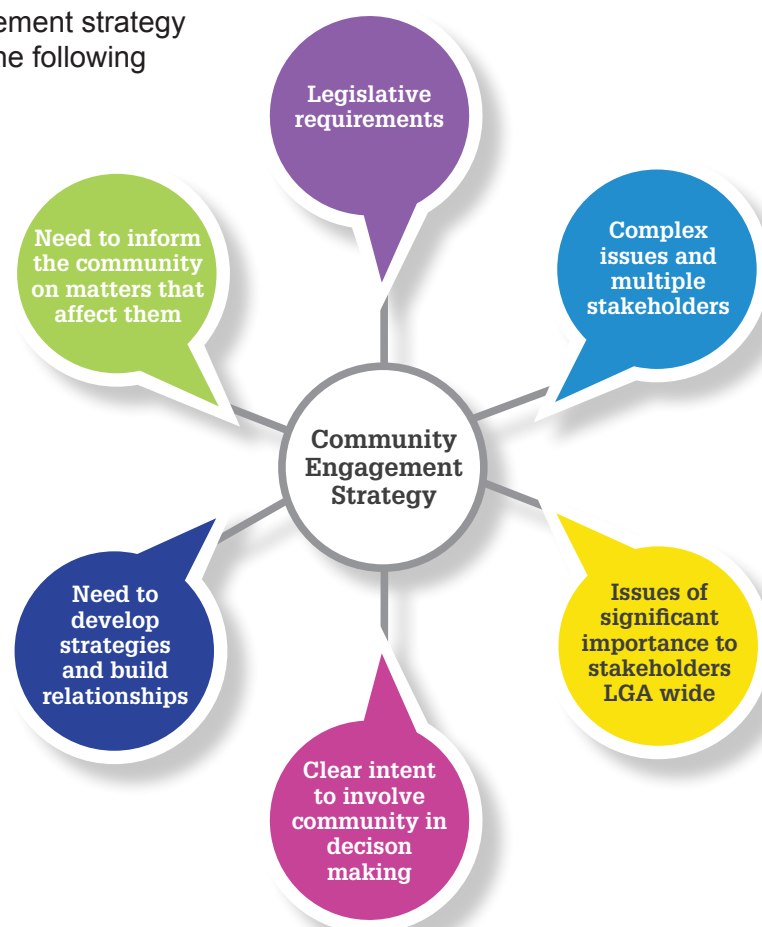 ement strategy
ne following
Legislative
requirements
Complex
issues and
multiple
stakeholders
Issues of
significant
importance to
stakeholders
LGA wide
Clear intent
to involve
community in
decison
making
Need to
develop
strategies
and build
relationships
Need to inform
the community
on matters that
affect them
Community
Engagement
Strategy